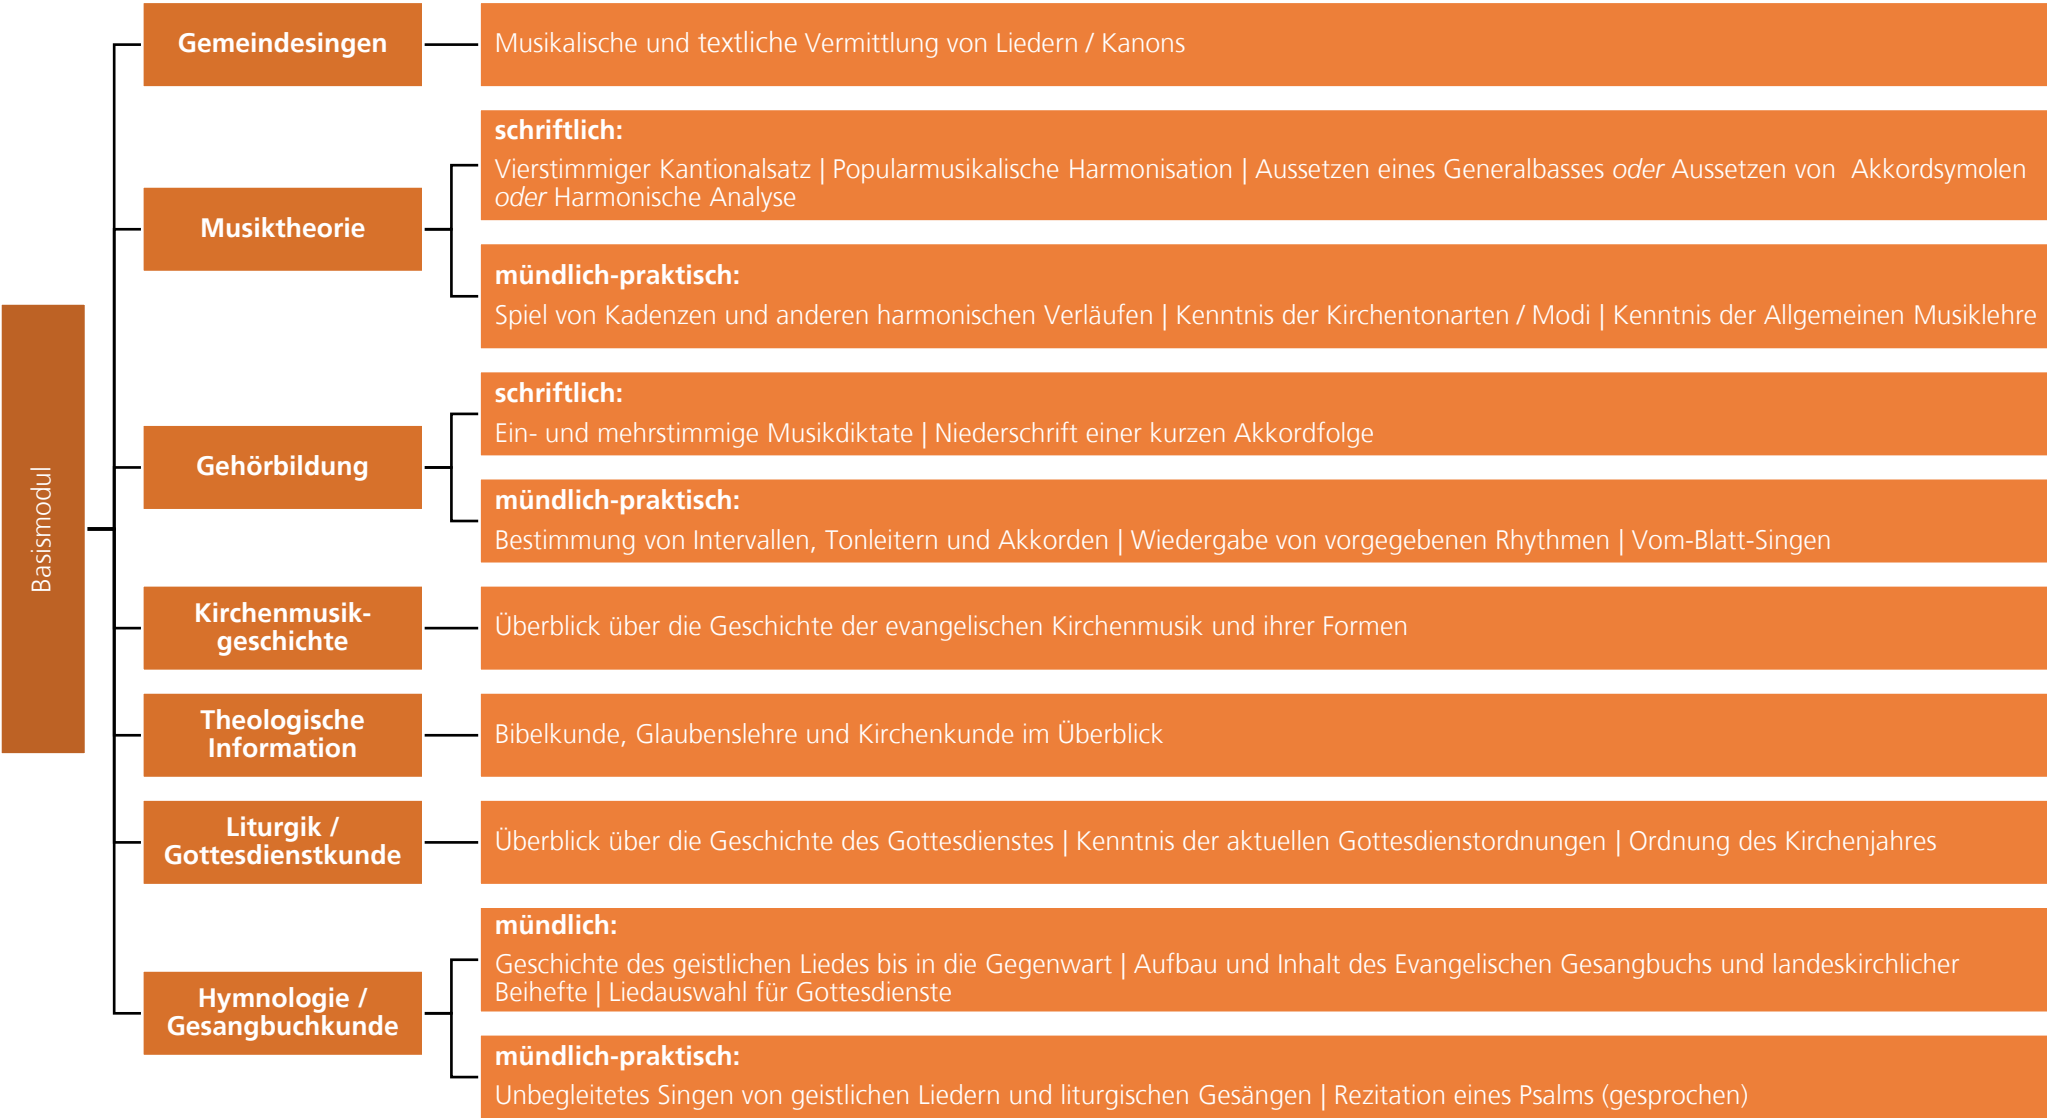 Basismodul
Gemeindesingen
Musikalische und textliche Vermittlung von Liedern / Kanons
Musiktheorie
schriftlich:
Vierstimmiger Kantionalsatz | Popularmusikalische Harmonisation | Aussetzen eines Generalbasses oder Aussetzen von Akkordsymolen
oder Harmonische Analyse
mündlich-praktisch:
Spiel von Kadenzen und anderen harmonischen Verläufen | Kenntnis der Kirchentonarten / Modi | Kenntnis der Allgemeinen Musiklehre
Gehörbildung
schriftlich:
Ein- und mehrstimmige Musikdiktate | Niederschrift einer kurzen Akkordfolge
mündlich-praktisch:
Bestimmung von Intervallen, Tonleitern und Akkorden | Wiedergabe von vorgegebenen Rhythmen | Vom-Blatt-Singen
Kirchenmusik-
geschichte
Überblick über die Geschichte der evangelischen Kirchenmusik und ihrer Formen
Theologische
Information
Bibelkunde, Glaubenslehre und Kirchenkunde im Überblick
Liturgik /
Gottesdienstkunde
Überblick über die Geschichte des Gottesdienstes | Kenntnis der aktuellen Gottesdienstordnungen | Ordnung des Kirchenjahres
Hymnologie /
Gesangbuchkunde
mündlich:
Geschichte des geistlichen Liedes bis in die Gegenwart | Aufbau und Inhalt des Evangelischen Gesangbuchs und landeskirchlicher
Beihefte | Liedauswahl für Gottesdienste
mündlich-praktisch:
Unbegleitetes Singen von geistlichen Liedern und liturgischen Gesängen | Rezitation eines Psalms (gesprochen)